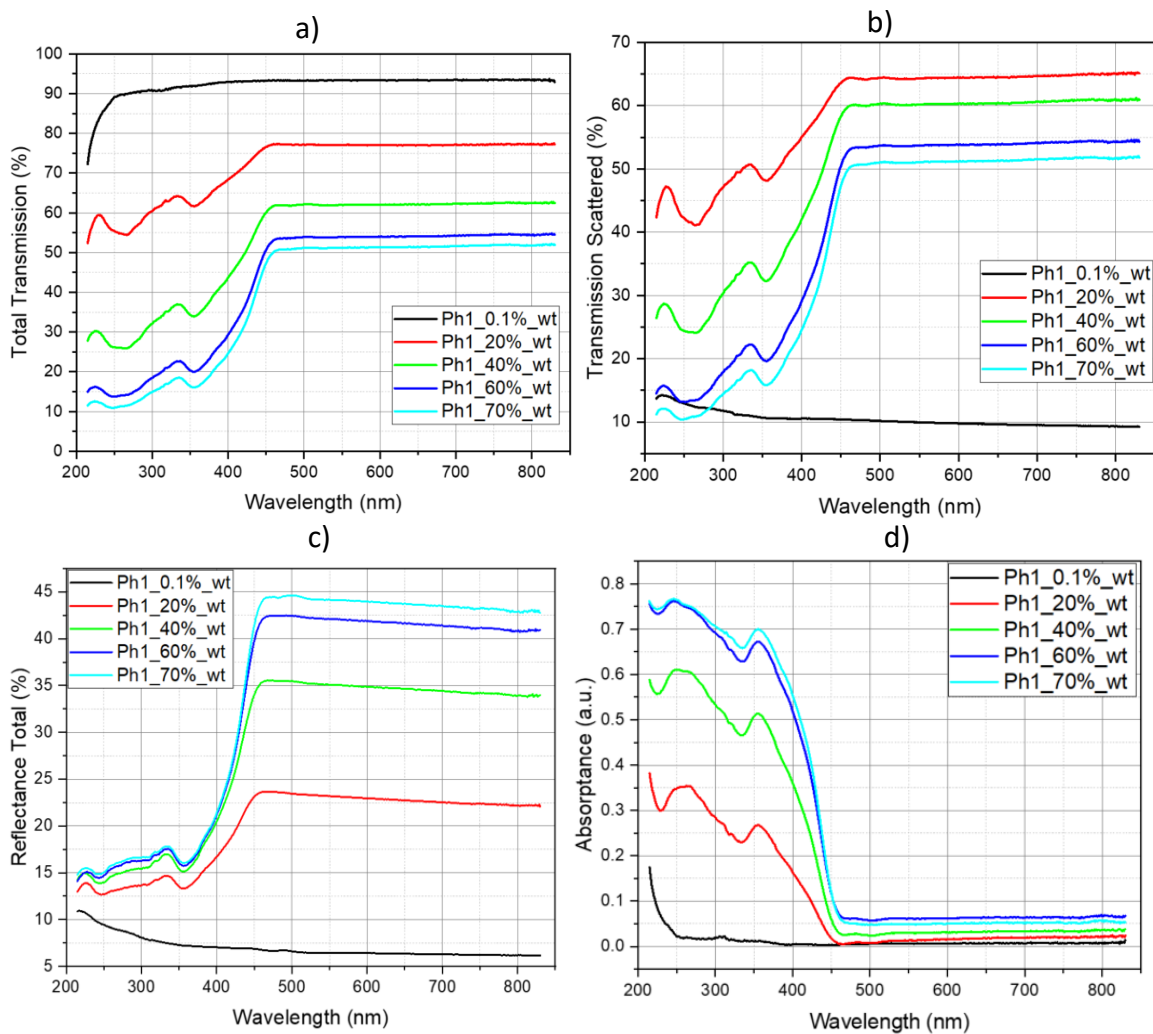 a)
100
90
80
70
60
50
40
30
20
10
0
Total Transmission (%)
Ph1_0.1%_wt
Ph1_20%_wt
Ph1_40%_wt
Ph1_60%_wt
Ph1_70%_wt
200 300 400 500 600 700 800
Wavelength (nm)
b)
70
60
50
40
30
20
10
Transmission Scattered (%)
Ph1_0.1%_wt
Ph1_20%_wt
Ph1_40%_wt
Ph1_60%_wt
Ph1_70%_wt
200 300 400 500 600 700 800
Wavelength (nm)
c)
Ph1_0.1%_wt
Ph1_20%_wt
Ph1_40%_wt
Ph1_60%_wt
Ph1_70%_wt
45
40
35
30
25
20
15
10
5
Reflectance Total (%)
200 300 400 500 600 700 800
Wavelength (nm)
d)
Ph1_0.1%_wt
Ph1_20%_wt
Ph1_40%_wt
Ph1_60%_wt
Ph1_70%_wt
0.8
0.7
0.6
0.5
0.4
0.3
0.2
0.1
0.0
Absorptance (a.u.)
200 300 400 500 600 700 800
Wavelength (nm)